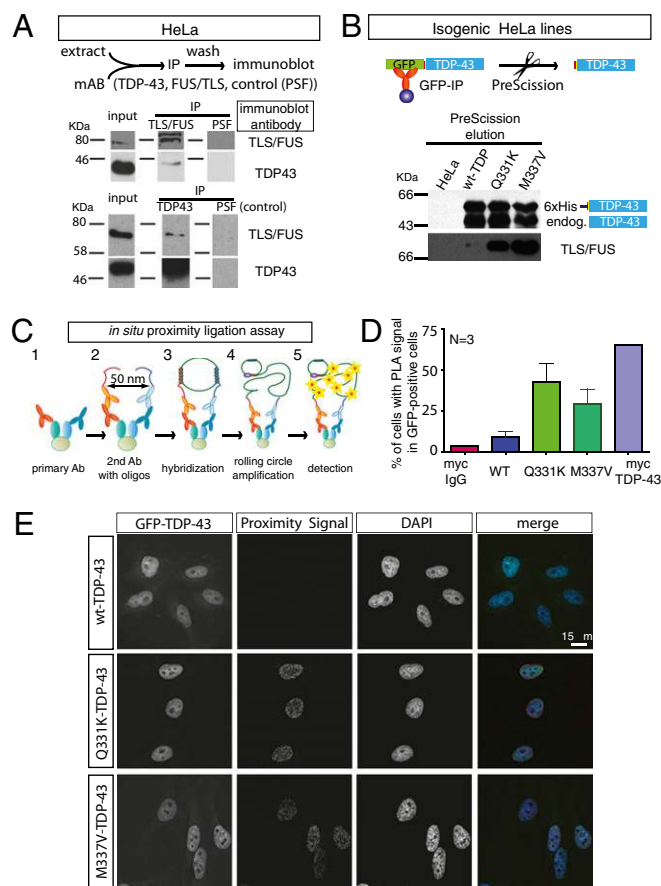 A
HeLa
extract
wash
IP
immunoblot
mAB (TDP-43, FUS/TLS, control (PSF))
IP
immunoblot
antibody
KDa
input
TLS/FUS
PSF
80
TLS/FUS
46
TDP43
IP
KDa
input
TDP43
PSF (control)
80
TLS/FUS
58
TDP43
46
B
Isogenic HeLa lines
GFP
TDP-43
TDP-43
GFP-IP
PreScission
PreScission
elution
HeLa
wt-TDP
Q331K
M337V
KDa
66
6xHis
TDP-43
43
endog.
TDP-43
66
TLS/FUS
C
in situ proximity ligation assay
1
2
3
4
5
50 nm
primary Ab
2nd Ab
with oligos
hybridization
rolling circle
amplification
detection
D
% of cells with PLA signal
in GFP-positive cells
75
50
25
0
N=3
myc
IgG
WT
Q331K
M337V
myc
TDP-43
E
GFP-TDP-43
Proximity Signal
DAPI
merge
wt-TDP-43
15 m
Q331K-TDP-43
M337V-TDP-43